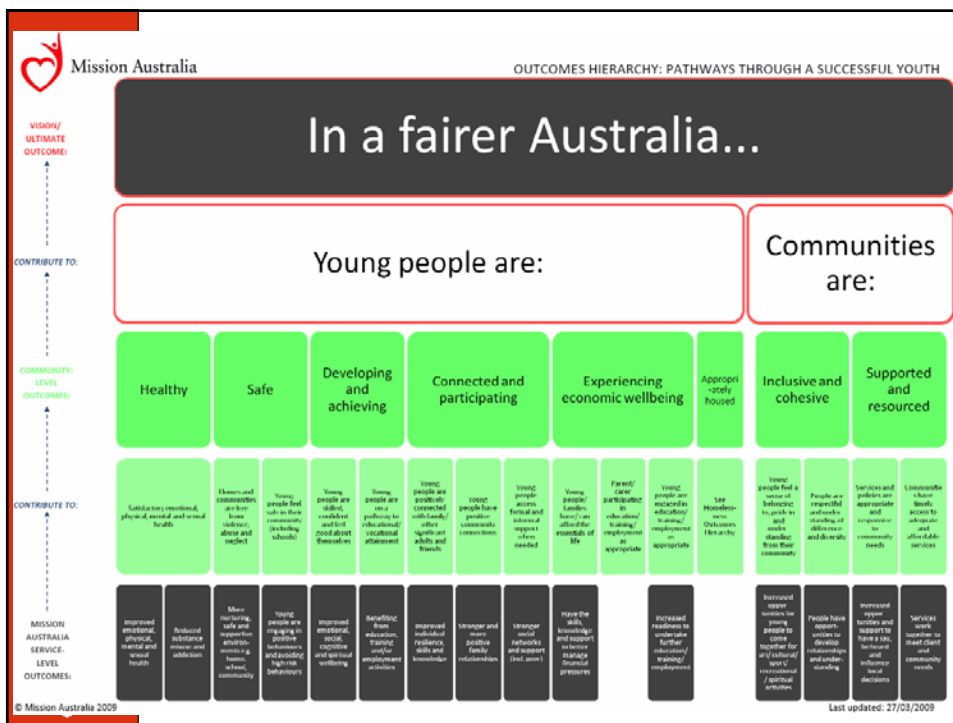 Mission Australia
OUTCOMES HIERARCHY: PATHWAYS THROUGH A SUCCESSFUL YOUTH
VISION/
ULTIMATE
OUTCOME:
In a fairer Australia...
CONTRIBUTE TO:
Young people are:
Communities
are:
COMMUNITY-
LEVEL
OUTCOMES:
Healthy
Safe
Developing
and
achieving
Connected and
participating
Experiencing
economic wellbeing
Appropri
-ately
housed
Inclusive and
cohesive
Supported
and
resourced
CONTRIBUTE TO:
Satisfactory emotional,
physical, mental and sexual
health
Homes and
communities
are free
from
violence,
abuse and
neglect
Young
people feel
safe in their
community
(including
schools)
Young
people are
skilled,
confident
and feel
good about
themselves
Young
people are
on a
pathway to
educational/
vocational
attainment
Young
people are
positively
connected
with family/
other
significant
adults and
friends
Young
people have
positive
community
connections
Young
people
access
formal and
informal
support
when
needed
Young
people/
families
have/can
afford the
essentials of
life
Parent/
carer
participating
in
education/
training/
employment
as
appropriate
Young
people are
engaged in
education/
training/
employment
as
appropriate
See
Homeless-
ness
Outcomes
Hierarchy
Young
people feel a
sense of
belonging
to, pride in
and
under
standing
from their
community
People are
respectful
and under
standing of
difference
and diversity
Services and
policies are
appropriate
and
responsive
to
community
needs
Communitie
s have
timely
access to
adequate
and
affordable
services
MISSION
AUSTRALIA
SERVICE-
LEVEL
OUTCOMES:
Improved
emotional,
physical,
mental and
sexual
health
Reduced
substance
misuse and
addiction
More
nurturing,
safe and
supportive
environ-
ments e.g.
home,
school,
community
Young
people are
engaging in
positive
behaviours
and avoiding
high risk
behaviours
Improved
emotional,
social,
cognitive
and spiritual
wellbeing
Benefiting
from
education,
training
and/or
employment
activities
Improved
individual
resilience,
skills and
knowledge
Stronger and
more
positive
family
relationships
Stronger
social
networks
and support
(incl. peer)
Have the
skills,
knowledge
and support
to better
manage
financial
pressures
Increased
readiness to
undertake
further
education/
training/
employment
Increased
oppor
tunities for
young
people to
come
together for
art/cultural/
sport/
recreational
/spiritual
activities
People have
opport-
unities to
develop
relationships
and under-
standing
Increased
oppor
tunities and
support to
have a say,
be heard
and
influence
local
decisions
Services
work
together to
meet client
and
community
needs
© Mission Australia 2009
Last updated: 27/03/2009